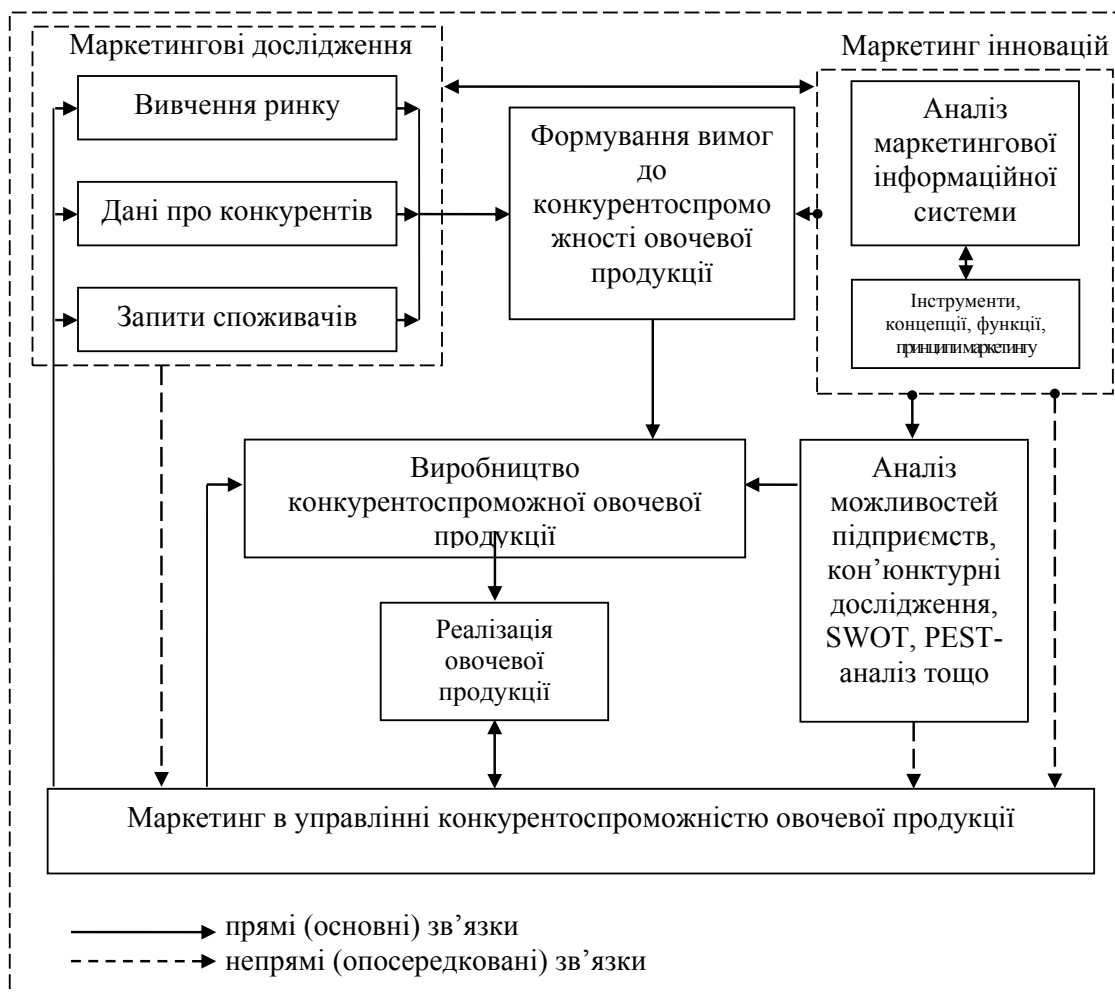 Маркетингові дослідження
Маркетинг інновацій
Вивчення ринку
Дані про конкурентів
Запити споживачів
Формування вимог
до
конкурентоспромо
жності овочевої
продукції
Аналіз
маркетингової
інформаційної
системи
Інструменти,
концепції, функції,
принципи маркетингу
Виробництво
конкурентоспроможної овочевої
продукції
Аналіз
можливостей
підприємств,
кон’юнктурні
дослідження,
SWOT, PEST-
аналіз тощо
Реалізація
овочевої
продукції
Маркетинг в управлінні конкурентоспроможністю овочевої продукції
прямі (основні) зв’язки
непрямі (опосередковані) зв’язки